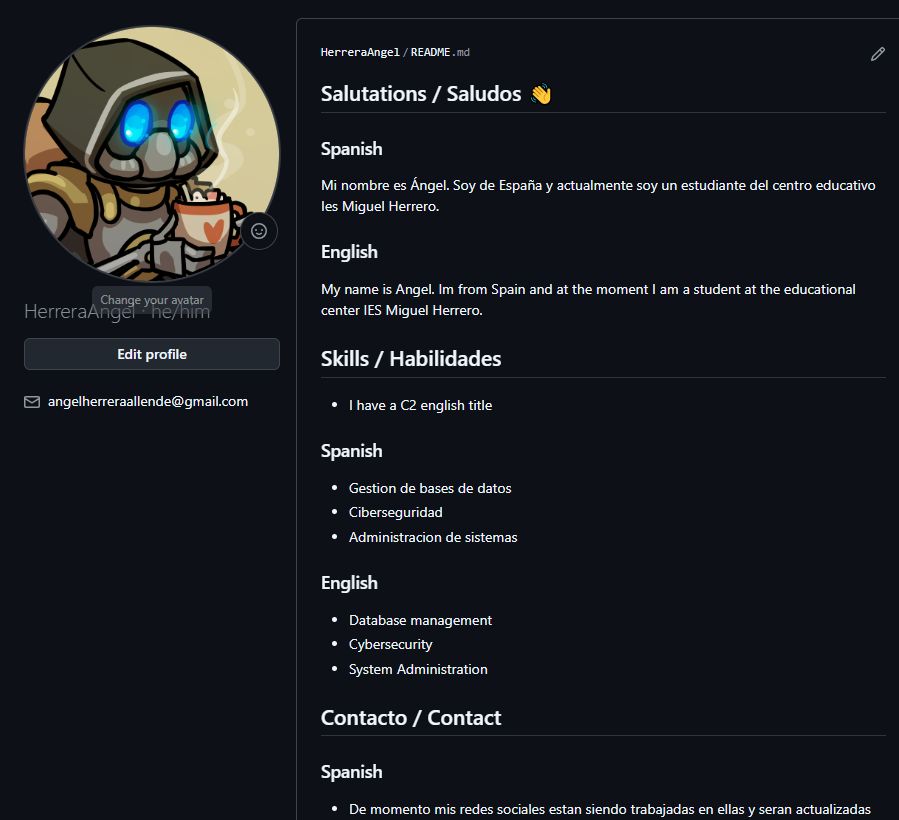 HerreraAngel / README.md
Salutations / Saludos 👋
Spanish
Mi nombre es Ángel. Soy de España y actualmente soy un estudiante del centro educativo
Ies Miguel Herrero.
English
My name is Angel. Im from Spain and at the moment I am a student at the educational
center IES Miguel Herrero.
Skills / Habilidades
I have a C2 english title
Spanish
Gestion de bases de datos
Ciberseguridad
Administracion de sistemas
English
Database management
Cybersecurity
System Administration
Contacto / Contact
Spanish
De momento mis redes sociales estan siendo trabajadas en ellas y seran actualizadas
Change your avatar
HerreraAngel · he/him
Edit profile
angelherreraallende@gmail.com